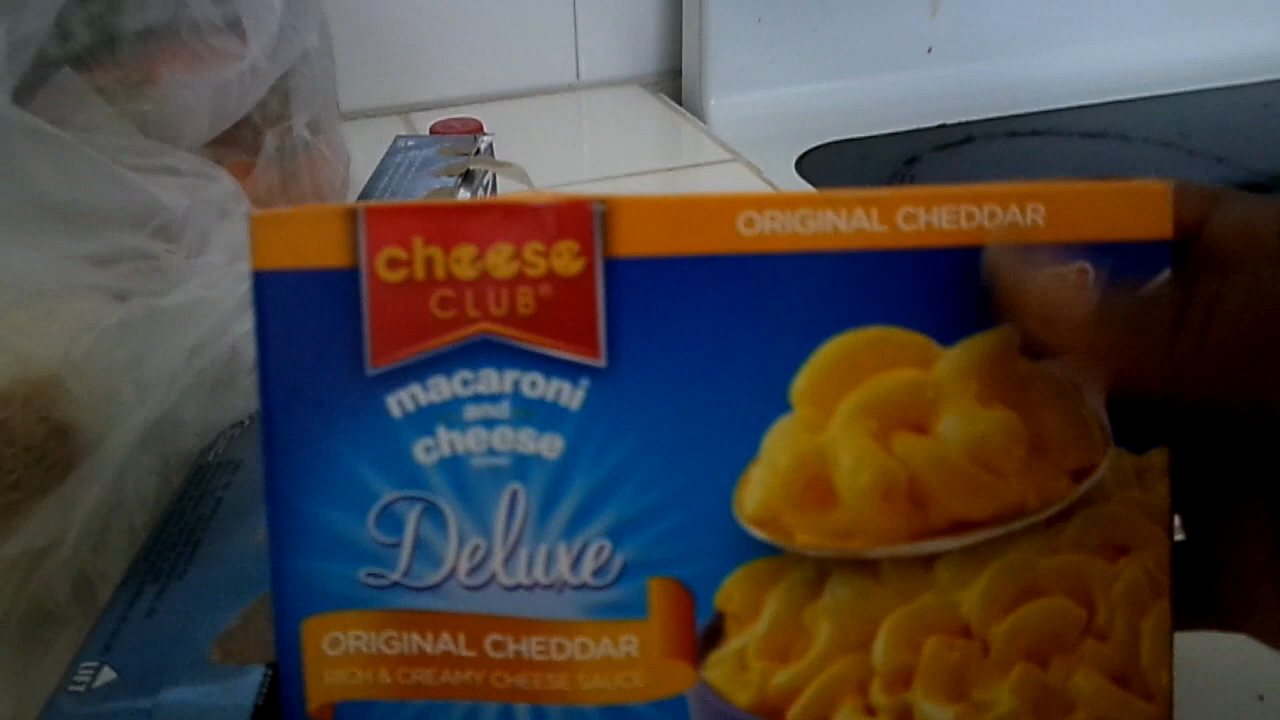 ORIGINAL CHEDDAR
cheese
CLUB®
macaroni
and
cheese
Deluxe
ORIGINAL CHEDDAR
RICH & CREAMY CHEESE SAUCE
LIFT